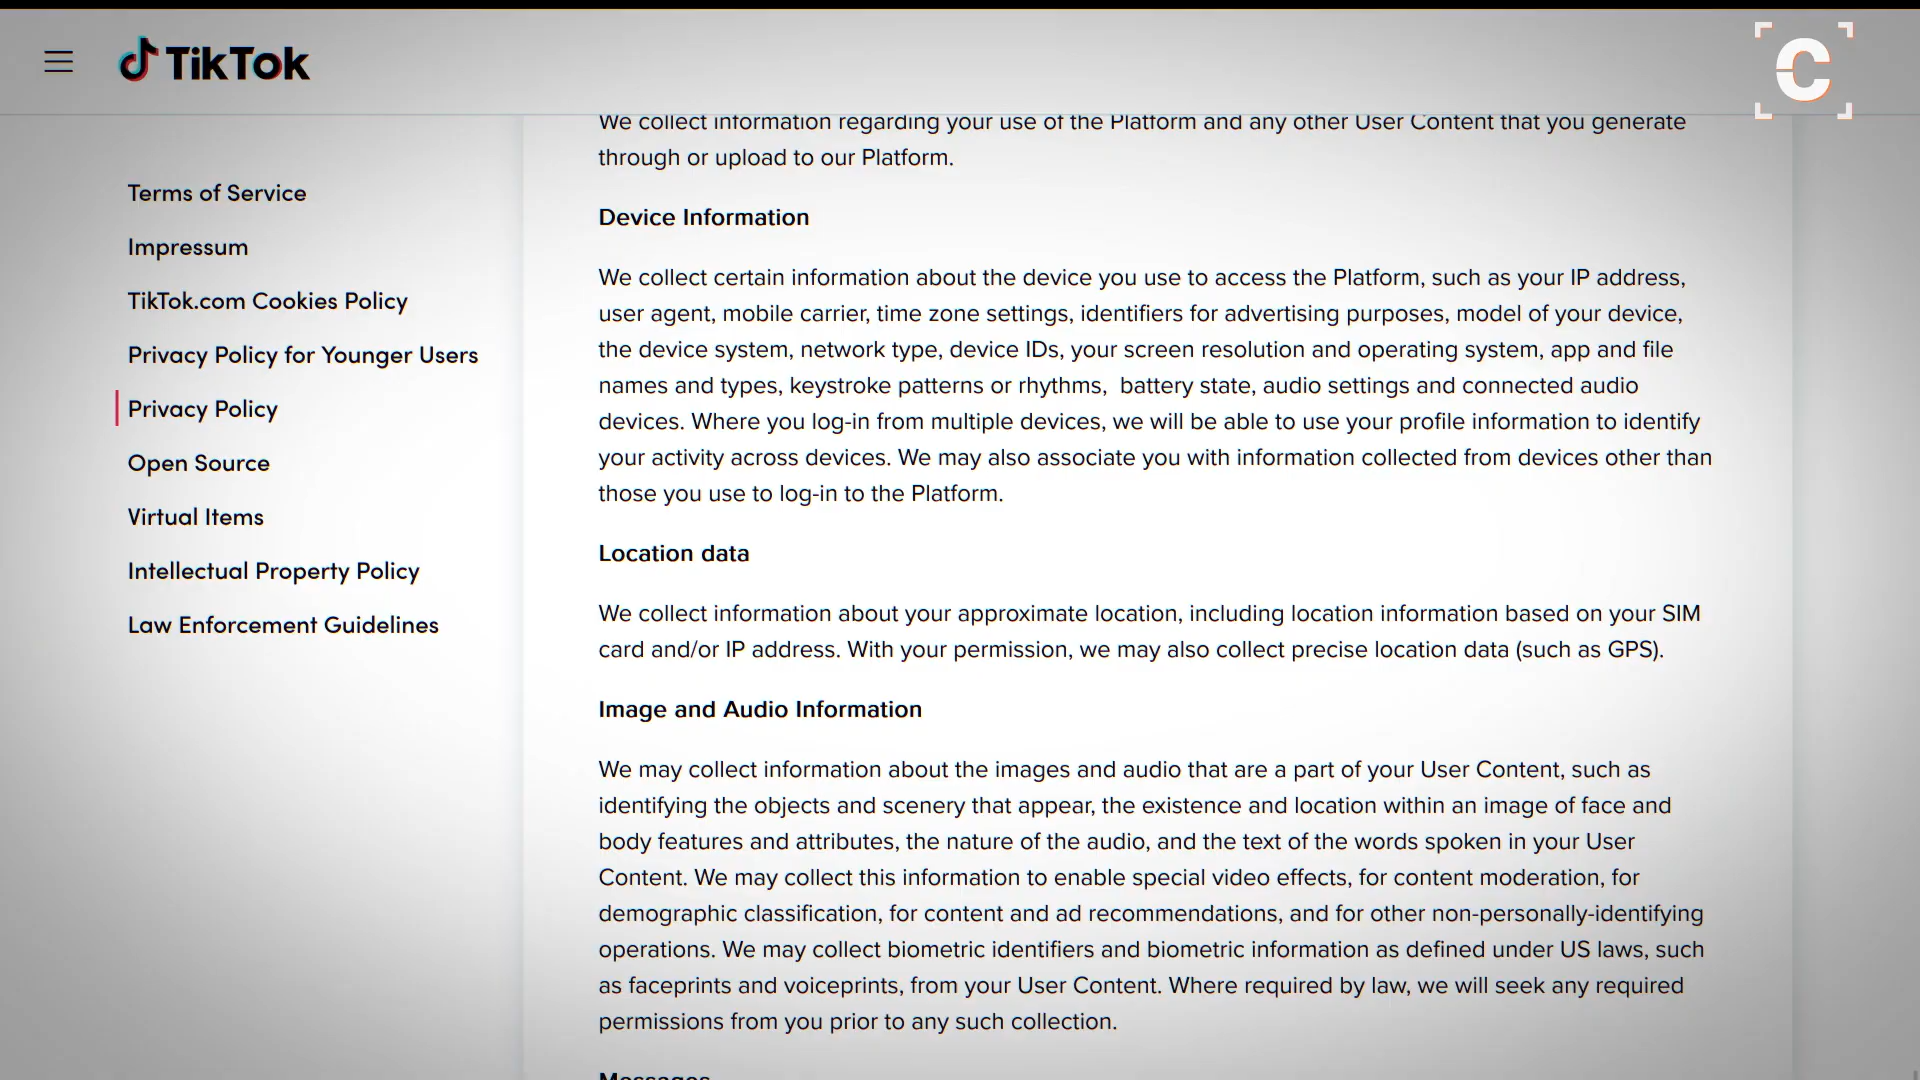 TikTok
C
Terms of Service
Impressum
TikTok.com Cookies Policy
Privacy Policy for Younger Users
Privacy Policy
Open Source
Virtual Items
Intellectual Property Policy
Law Enforcement Guidelines
We collect information regarding your use of the Platform and any other User Content that you generate
through or upload to our Platform.
Device Information
We collect certain information about the device you use to access the Platform, such as your IP address,
user agent, mobile carrier, time zone settings, identifiers for advertising purposes, model of your device,
the device system, network type, device IDs, your screen resolution and operating system, app and file
names and types, keystroke patterns or rhythms,  battery state, audio settings and connected audio
devices. Where you log-in from multiple devices, we will be able to use your profile information to identify
your activity across devices. We may also associate you with information collected from devices other than
those you use to log-in to the Platform.
Location data
We collect information about your approximate location, including location information based on your SIM
card and/or IP address. With your permission, we may also collect precise location data (such as GPS).
Image and Audio Information
We may collect information about the images and audio that are a part of your User Content, such as
identifying the objects and scenery that appear, the existence and location within an image of face and
body features and attributes, the nature of the audio, and the text of the words spoken in your User
Content. We may collect this information to enable special video effects, for content moderation, for
demographic classification, for content and ad recommendations, and for other non-personally-identifying
operations. We may collect biometric identifiers and biometric information as defined under US laws, such
as faceprints and voiceprints, from your User Content. Where required by law, we will seek any required
permissions from you prior to any such collection.
Messages